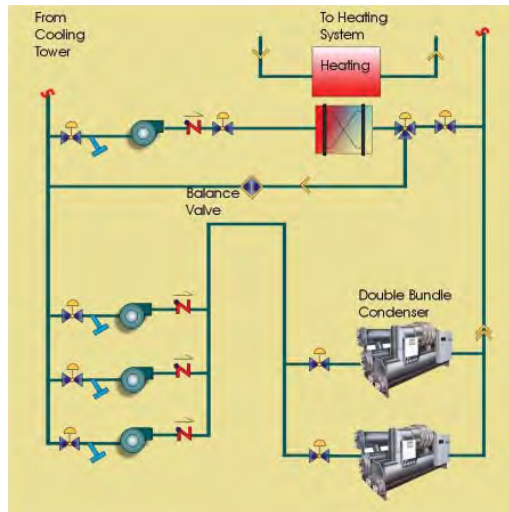 From
Cooling
Tower
To Heating
System
Heating
Balance
Valve
Double Bundle
Condenser